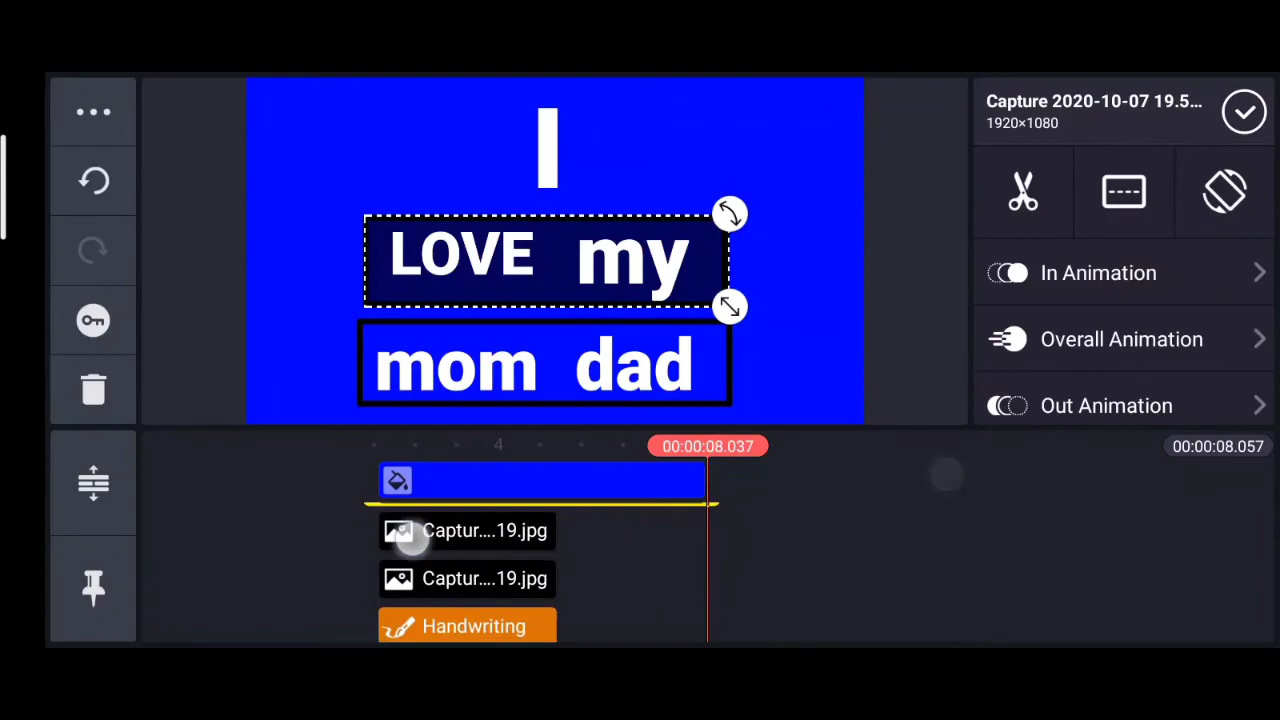 Capture 2020-10-07 19.5...
1920×1080
I
LOVE my
mom dad
In Animation
Overall Animation
Out Animation
4
00:00:08.037
00:00:08.057
Captur....19.jpg
Captur....19.jpg
Handwriting